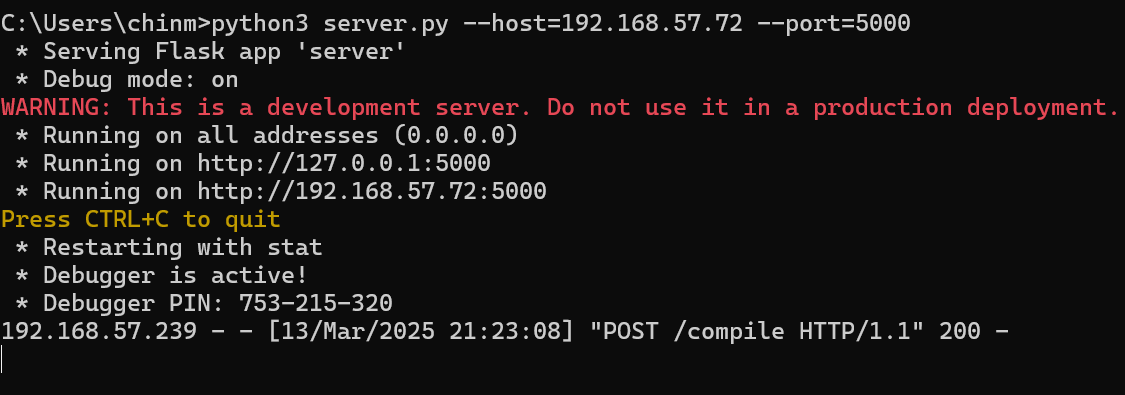 C:\Users\chinm>python3 server.py --host=192.168.57.72 --port=5000
 * Serving Flask app 'server'
 * Debug mode: on
WARNING: This is a development server. Do not use it in a production deployment.
 * Running on all addresses (0.0.0.0)
 * Running on http://127.0.0.1:5000
 * Running on http://192.168.57.72:5000
Press CTRL+C to quit
 * Restarting with stat
 * Debugger is active!
 * Debugger PIN: 753-215-320
192.168.57.239 - - [13/Mar/2025 21:23:08] "POST /compile HTTP/1.1" 200 -